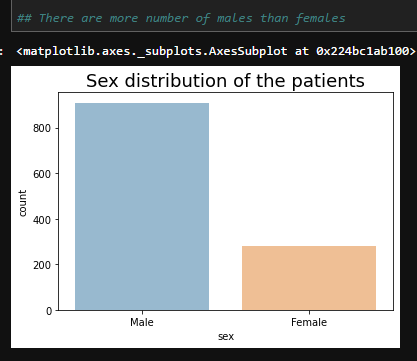 ## There are more number of males than females
: <matplotlib.axes._subplots.AxesSubplot at 0x224bc1ab100>
Sex distribution of the patients
800
600
400
200
0
count
Male Female
sex